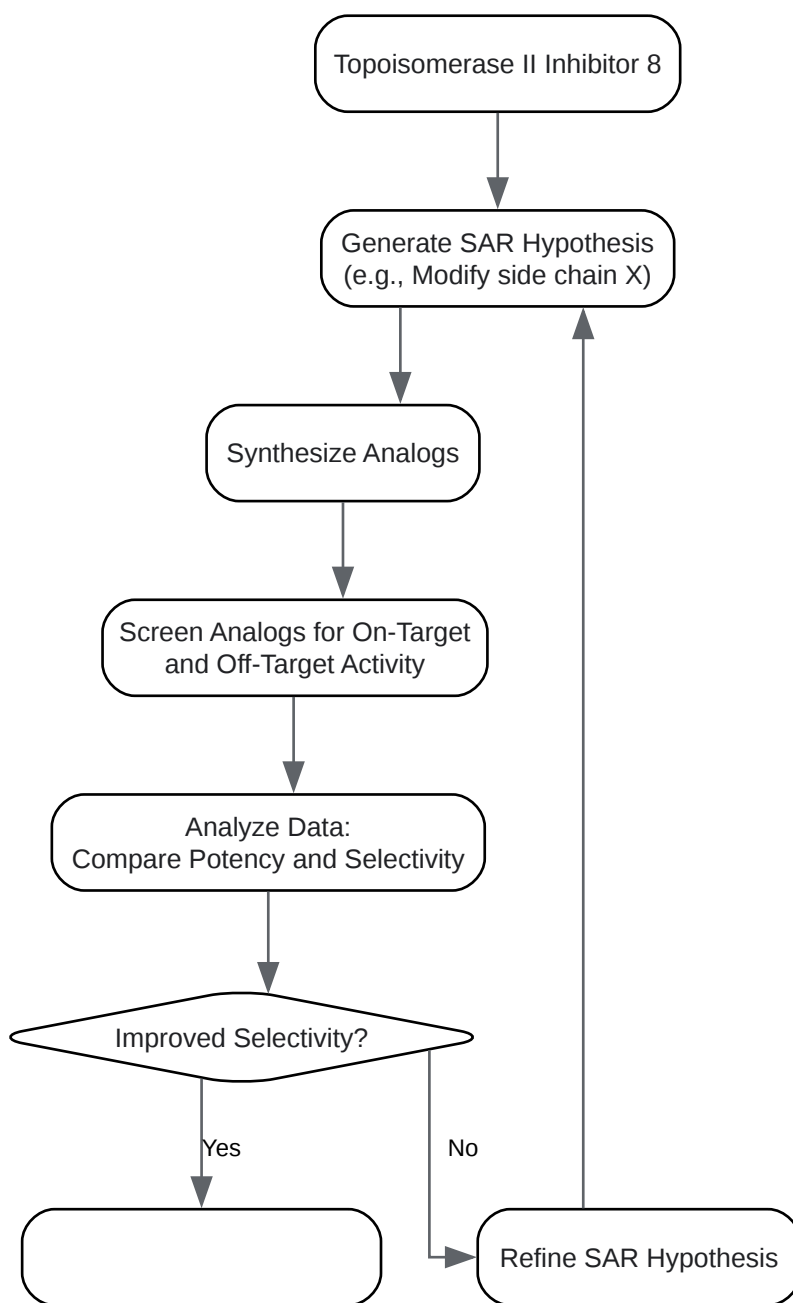 Topoisomerase II Inhibitor 8
Generate SAR Hypothesis
(e.g., Modify side chain X)
Synthesize Analogs
Screen Analogs for On-Target
and Off-Target Activity
Analyze Data:
Compare Potency and Selectivity
Improved Selectivity?
Yes
No
Refine SAR Hypothesis